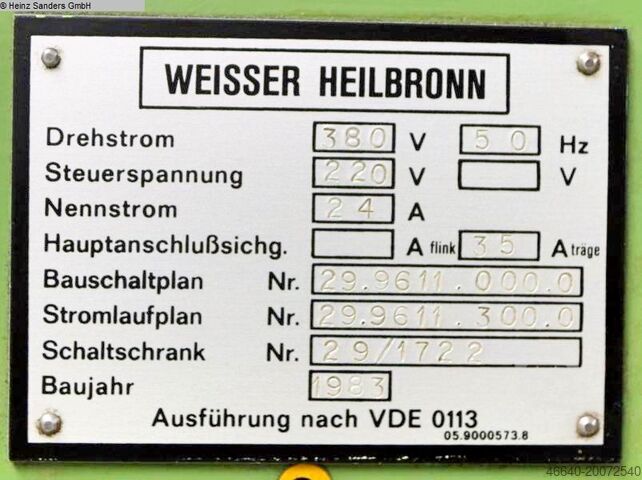 © Heinz Sanders GmbH
WEISSER HEILBRONN
Drehstrom 380 V 50 Hz
Steuerspannung 220 V V
Nennstrom 24 A
Hauptanschlußsichg. A flink 35 A träge
Bauschaltplan Nr. 29.9611.000.0
Stromlaufplan Nr. 29.9611.300.0
Schaltschrank Nr. 29/1722
Baujahr 1983
Ausführung nach VDE 0113
05.9000573.8
46640-20072540